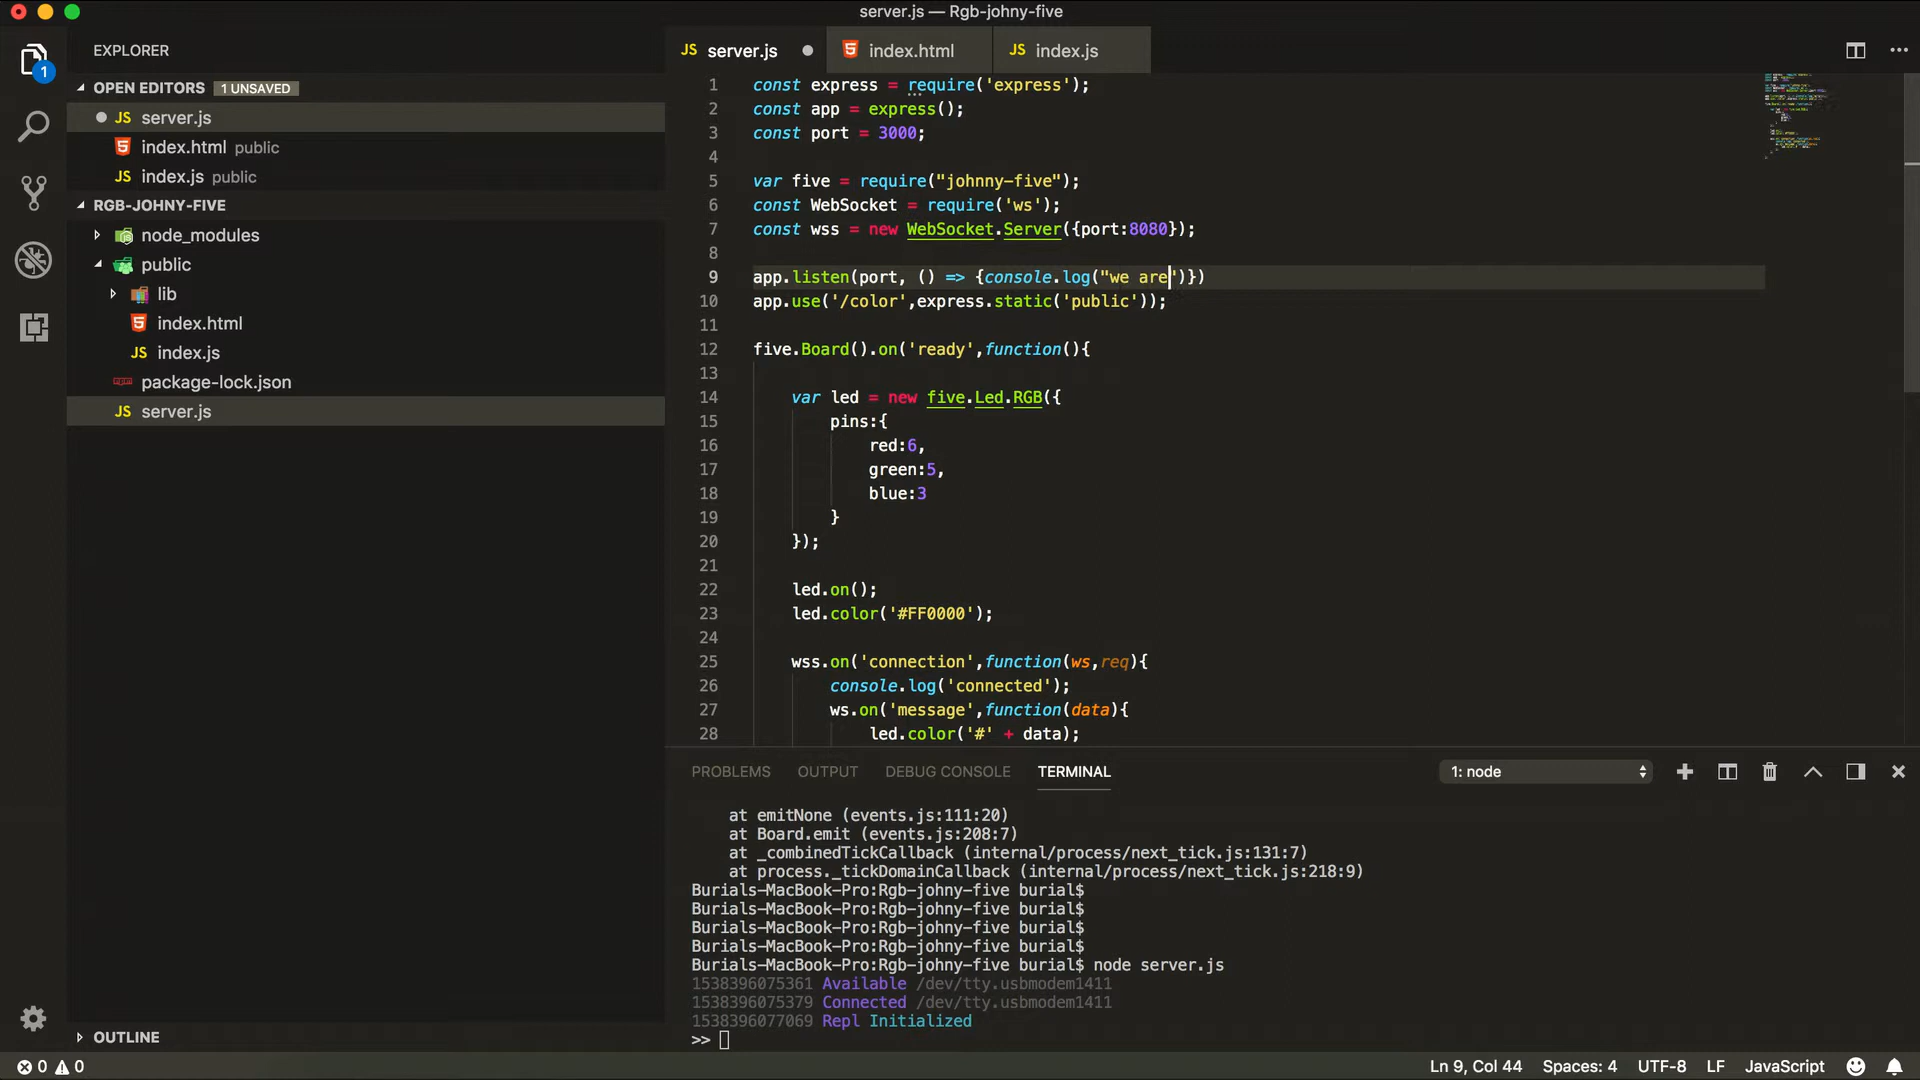 server.js — Rgb-johny-five
EXPLORER
OPEN EDITORS 1 UNSAVED
server.js
index.html public
index.js public
RGB-JOHNY-FIVE
node_modules
public
lib
index.html
index.js
package-lock.json
server.js
OUTLINE
1
JS server.js
index.html
JS index.js
1 const express = require('express');
2 const app = express();
3 const port = 3000;
4
5 var five = require("johnny-five");
6 const WebSocket = require('ws');
7 const wss = new WebSocket.Server({port:8080});
8
9 app.listen(port, () => {console.log("we are")})
10 app.use('/color',express.static('public'));
11
12 five.Board().on('ready',function(){
13
14 var led = new five.Led.RGB({
15 pins:{
16 red:6,
17 green:5,
18 blue:3
19 }
20 });
21
22 led.on();
23 led.color('#FF0000');
24
25 wss.on('connection',function(ws,req){
26 console.log('connected');
27 ws.on('message',function(data){
28 led.color('#' + data);
PROBLEMS OUTPUT DEBUG CONSOLE TERMINAL 1: node
at emitNone (events.js:111:20)
at Board.emit (events.js:208:7)
at _combinedTickCallback (internal/process/next_tick.js:131:7)
at process._tickDomainCallback (internal/process/next_tick.js:218:9)
Burials-MacBook-Pro:Rgb-johny-five burial$
Burials-MacBook-Pro:Rgb-johny-five burial$
Burials-MacBook-Pro:Rgb-johny-five burial$
Burials-MacBook-Pro:Rgb-johny-five burial$
Burials-MacBook-Pro:Rgb-johny-five burial$ node server.js
1538396075361 Available /dev/tty.usbmodem1411
1538396075379 Connected /dev/tty.usbmodem1411
1538396077069 Repl Initialized
>>
0 0 Ln 9, Col 44 Spaces: 4 UTF-8 LF JavaScript